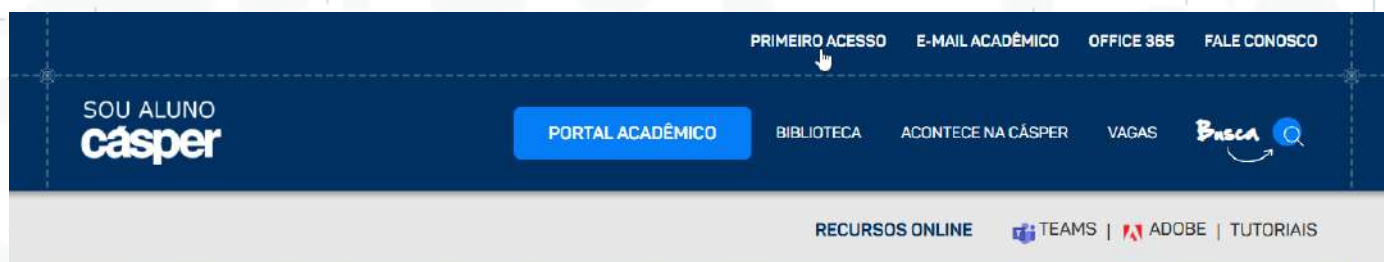 PRIMEIRO ACESSO E-MAIL ACADÊMICO OFFICE 365 FALE CONOSCO
SOU ALUNO
cásper
PORTAL ACADÊMICO BIBLIOTECA ACONTECE NA CÁSPER VAGAS Busca
RECURSOS ONLINE TEAMS | ADOBE | TUTORIAIS